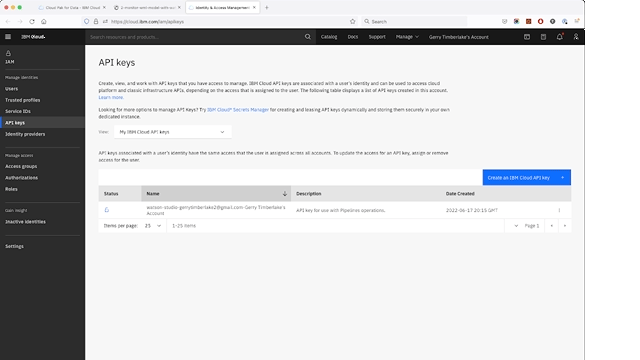 Cloud Pak for Data | IBM Cloud
Identity & Access Management
https://cloud.ibm.com/iam/apikeys
Search
IBM Cloud
Search resources and products...
Catalog
Docs
Support
Manage
Gerry Timberlake's Account
IAM
Manage identities
Users
Trusted profiles
Service IDs
API keys
Identity providers
Manage access
Access groups
Authorizations
Roles
Gain insight
Inactive identities
Settings
API keys
Create, view, and work with API keys that you have access to manage. IBM Cloud API keys are associated with a user's identity and can be used to access cloud
platform and classic infrastructure APIs, depending on the access that is assigned to the user. The following table displays a list of API keys created in this account.
Learn more.
Looking for more options to manage API Keys? Try IBM Cloud® Secrets Manager for creating and leasing API keys dynamically and storing them securely in your own
dedicated instance.
View
My IBM Cloud API keys
API keys associated with a user's identity have the same access that the user is assigned across all accounts. To update the access for an API key, assign or remove
access for the user.
Create an IBM Cloud API key +
Status Name Description Date Created
watson-studio-gerrytimberlake2@gmail.com-Gerry Timberlake's
Account
API key for use with Pipelines operations.
2022-06-17 20:15 GMT
Items per page: 25
1–25 items
Page 1